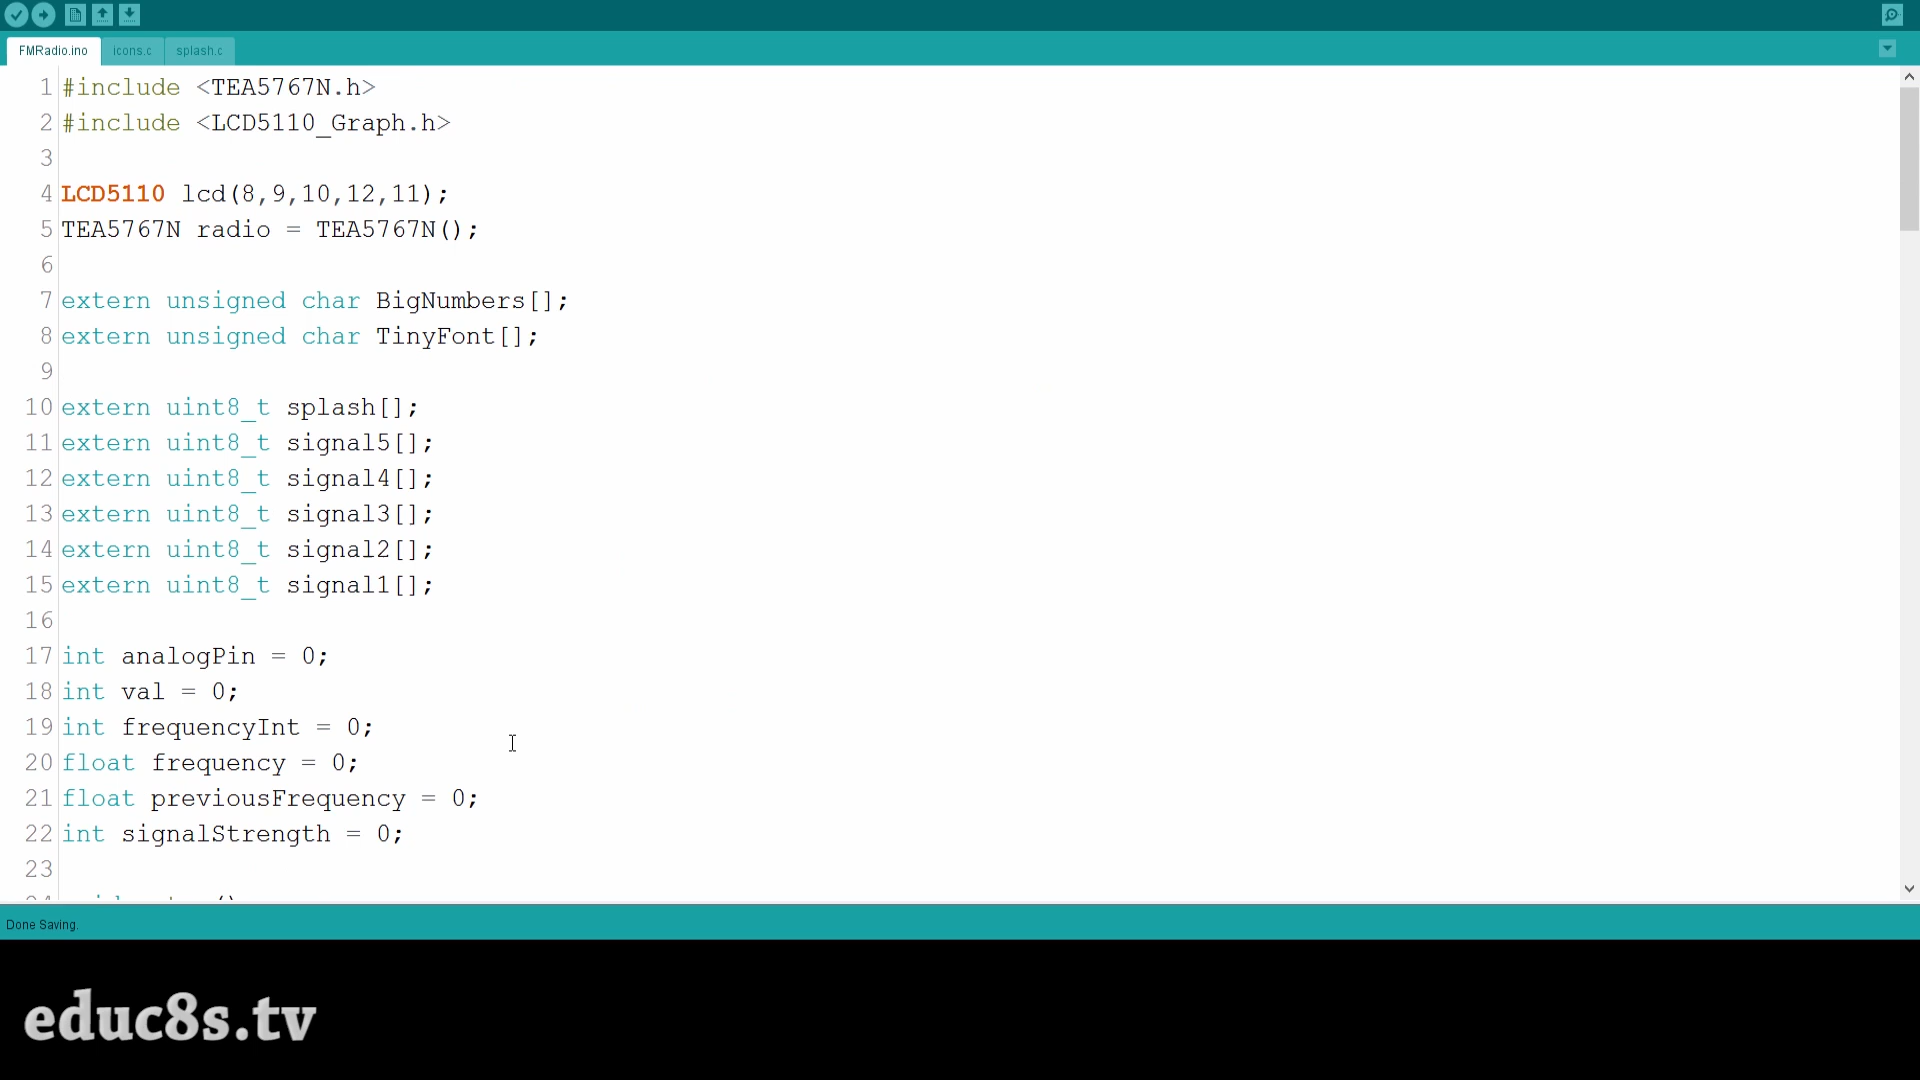 FMRadio.ino icons.c splash.c
1 #include <TEA5767N.h>
2 #include <LCD5110_Graph.h>
3
4 LCD5110 lcd(8,9,10,12,11);
5 TEA5767N radio = TEA5767N();
6
7 extern unsigned char BigNumbers[];
8 extern unsigned char TinyFont[];
9
10 extern uint8_t splash[];
11 extern uint8_t signal5[];
12 extern uint8_t signal4[];
13 extern uint8_t signal3[];
14 extern uint8_t signal2[];
15 extern uint8_t signal1[];
16
17 int analogPin = 0;
18 int val = 0;
19 int frequencyInt = 0;
20 float frequency = 0;
21 float previousFrequency = 0;
22 int signalStrength = 0;
23
Done Saving.
educ8s.tv